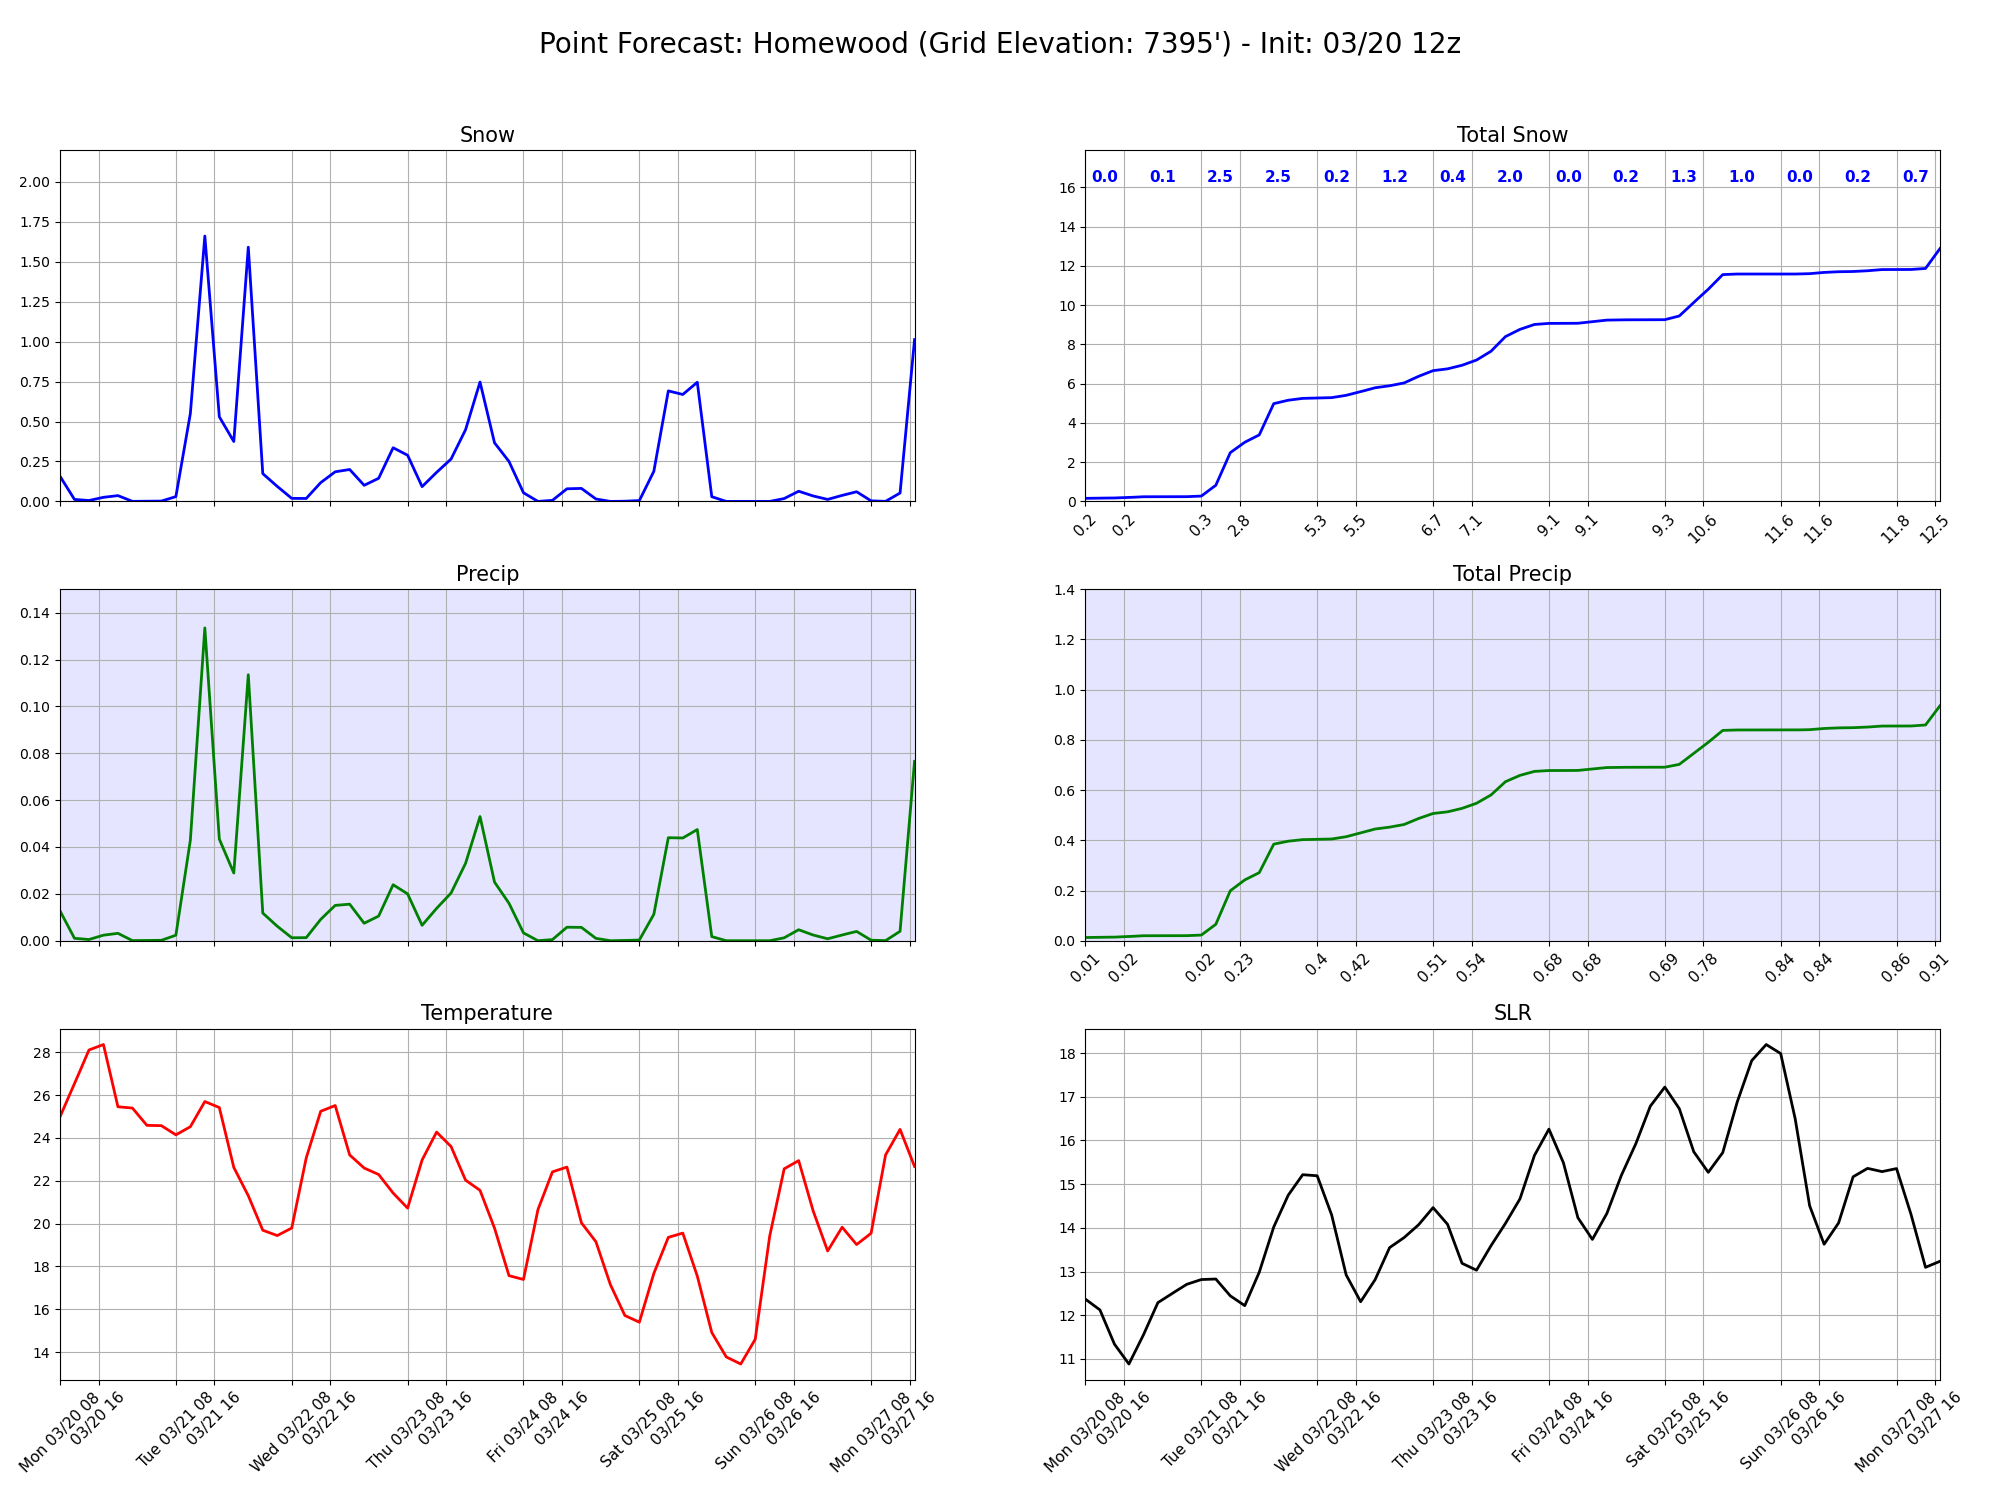 Point Forecast: Homewood (Grid Elevation: 7395') - Init: 03/20 12z
Snow
2.00
1.75
1.50
1.25
1.00
0.75
0.50
0.25
0.00
Total Snow
0.0 0.1 2.5 2.5 0.2 1.2 0.4 2.0 0.0 0.2 1.3 1.0 0.0 0.2 0.7
16
14
12
10
8
6
4
2
0
0.2 0.2 0.3 2.8 5.3 5.5 6.7 7.1 9.1 9.1 9.3 10.6 11.6 11.6 11.8 12.5
Precip
0.14
0.12
0.10
0.08
0.06
0.04
0.02
0.00
Total Precip
1.4
1.2
1.0
0.8
0.6
0.4
0.2
0.0
0.01 0.02 0.02 0.23 0.4 0.42 0.51 0.54 0.68 0.68 0.69 0.78 0.84 0.84 0.86 0.91
Temperature
28
26
24
22
20
18
16
14
Mon 03/20 08
03/20 16
Tue 03/21 08
03/21 16
Wed 03/22 08
03/22 16
Thu 03/23 08
03/23 16
Fri 03/24 08
03/24 16
Sat 03/25 08
03/25 16
Sun 03/26 08
03/26 16
Mon 03/27 08
03/27 16
SLR
18
17
16
15
14
13
12
11
Mon 03/20 08
03/20 16
Tue 03/21 08
03/21 16
Wed 03/22 08
03/22 16
Thu 03/23 08
03/23 16
Fri 03/24 08
03/24 16
Sat 03/25 08
03/25 16
Sun 03/26 08
03/26 16
Mon 03/27 08
03/27 16